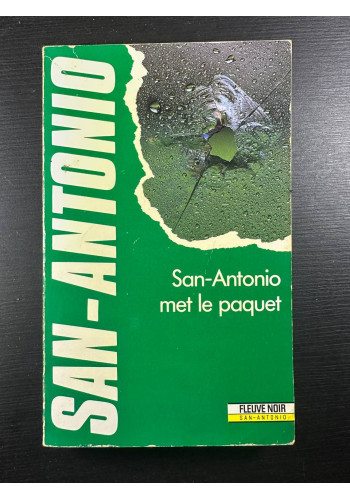 SAN-ANTONIO
San-Antonio
met le paquet
FLEUVE NOIR
SAN-ANTONIO